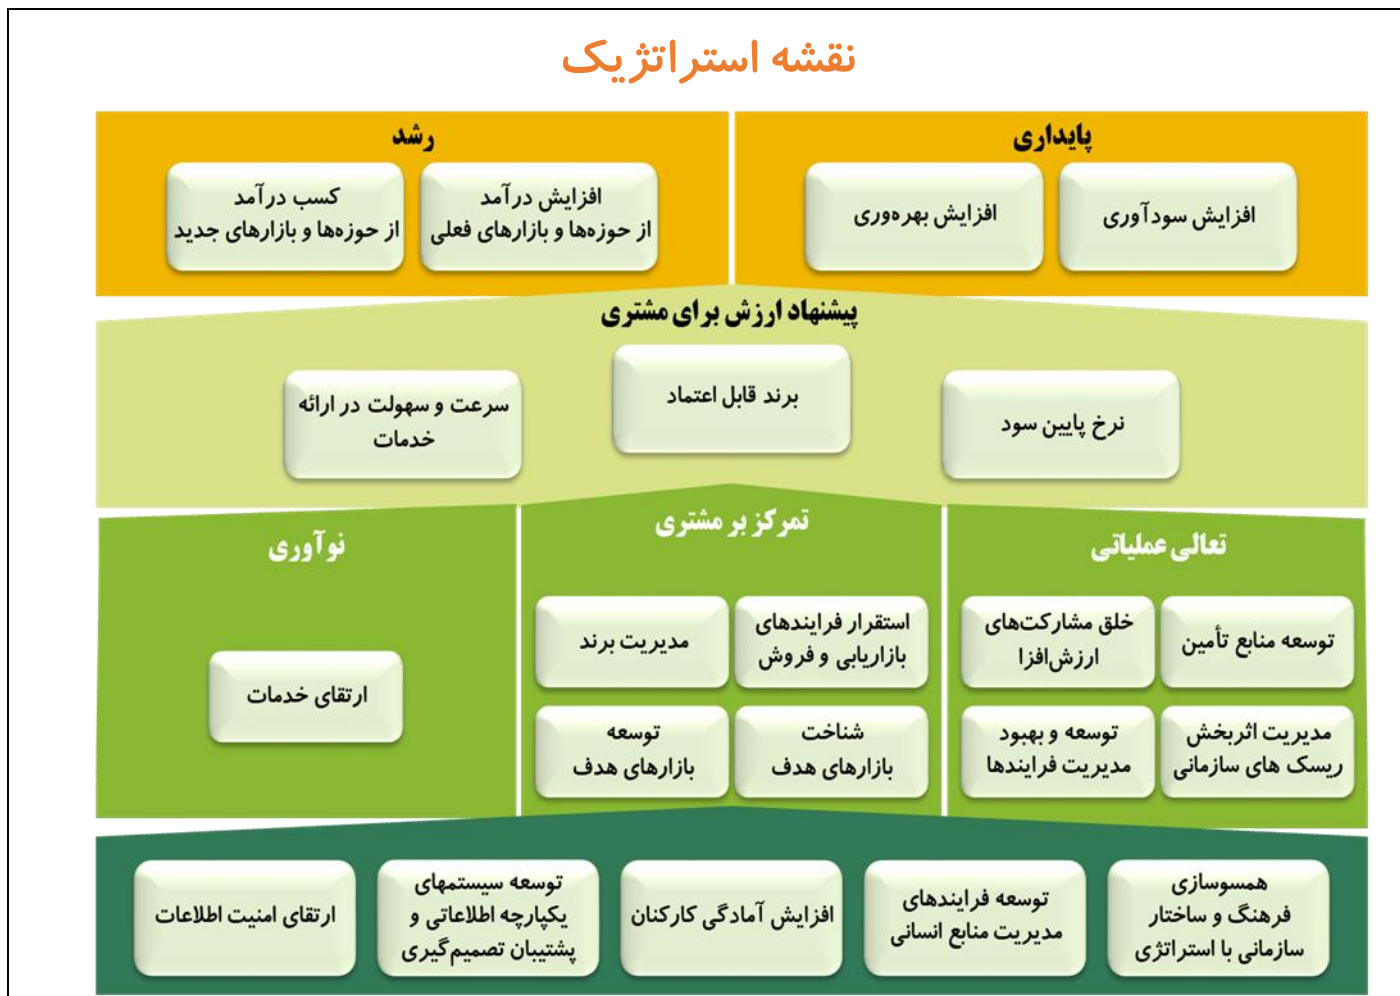 نقشه استراتژیک
پایداری
افزایش سودآوری
افزایش بهره‌وری
رشد
افزایش درآمد
از حوزه‌ها و بازارهای فعلی
کسب درآمد
از حوزه‌ها و بازارهای جدید
پیشنهاد ارزش برای مشتری
نرخ پایین سود
برند قابل اعتماد
سرعت و سهولت در ارائه
خدمات
تعالی عملیاتی
توسعه منابع تأمین
خلق مشارکت‌های
ارزش‌افزا
مدیریت اثربخش
ریسک های سازمانی
توسعه و بهبود
مدیریت فرایندها
تمرکز بر مشتری
استقرار فرایندهای
بازاریابی و فروش
مدیریت برند
شناخت
بازارهای هدف
توسعه
بازارهای هدف
نوآوری
ارتقای خدمات
همسوسازی
فرهنگ و ساختار
سازمانی با استراتژی
توسعه فرایندهای
مدیریت منابع انسانی
افزایش آمادگی کارکنان
توسعه سیستمهای
یکپارچه اطلاعاتی و
پشتیبان تصمیم‌گیری
ارتقای امنیت اطلاعات